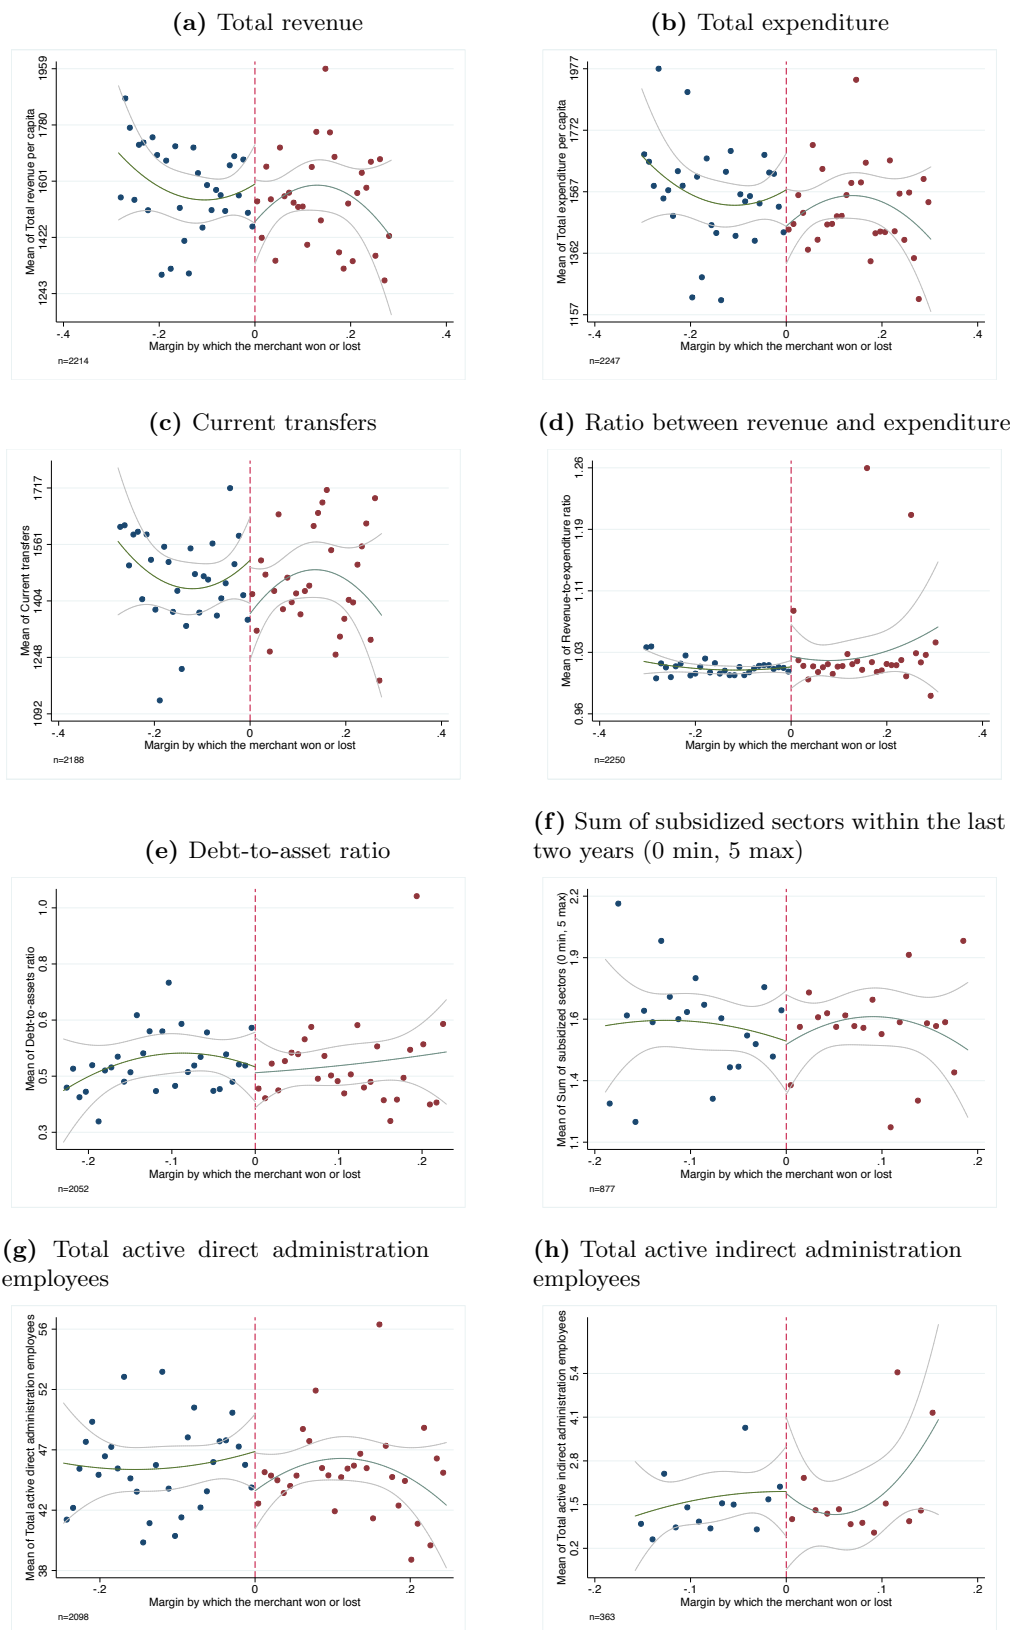 (a) Total revenue
Mean of Total revenue per capita
1959
1780
1601
1422
1243
-.4
-.2
0
.2
.4
Margin by which the merchant won or lost
n=2214
(b) Total expenditure
Mean of Total expenditure per capita
1977
1772
1567
1362
1157
-.4
-.2
0
.2
.4
Margin by which the merchant won or lost
n=2247
(c) Current transfers
Mean of Current transfers
1717
1561
1404
1248
1092
-.4
-.2
0
.2
.4
Margin by which the merchant won or lost
n=2188
(d) Ratio between revenue and expenditure
Mean of Revenue-to-expenditure ratio
1.26
1.19
1.11
1.03
0.96
-.4
-.2
0
.2
.4
Margin by which the merchant won or lost
n=2250
(e) Debt-to-asset ratio
Mean of Debt-to-assets ratio
1.0
0.8
0.6
0.5
0.3
-.2
-.1
0
.1
.2
Margin by which the merchant won or lost
n=2052
(f) Sum of subsidized sectors within the last
two years (0 min, 5 max)
Mean of Sum of subsidized sectors (0 min, 5 max)
2.2
1.9
1.6
1.4
1.1
-.2
-.1
0
.1
.2
Margin by which the merchant won or lost
n=877
(g) Total active direct administration
employees
Mean of Total active direct administration employees
56
52
47
42
38
-.2
0
.2
Margin by which the merchant won or lost
n=2098
(h) Total active indirect administration
employees
Mean of Total active indirect administration employees
5.4
4.1
2.8
1.5
0.2
-.2
-.1
0
.1
.2
Margin by which the merchant won or lost
n=363